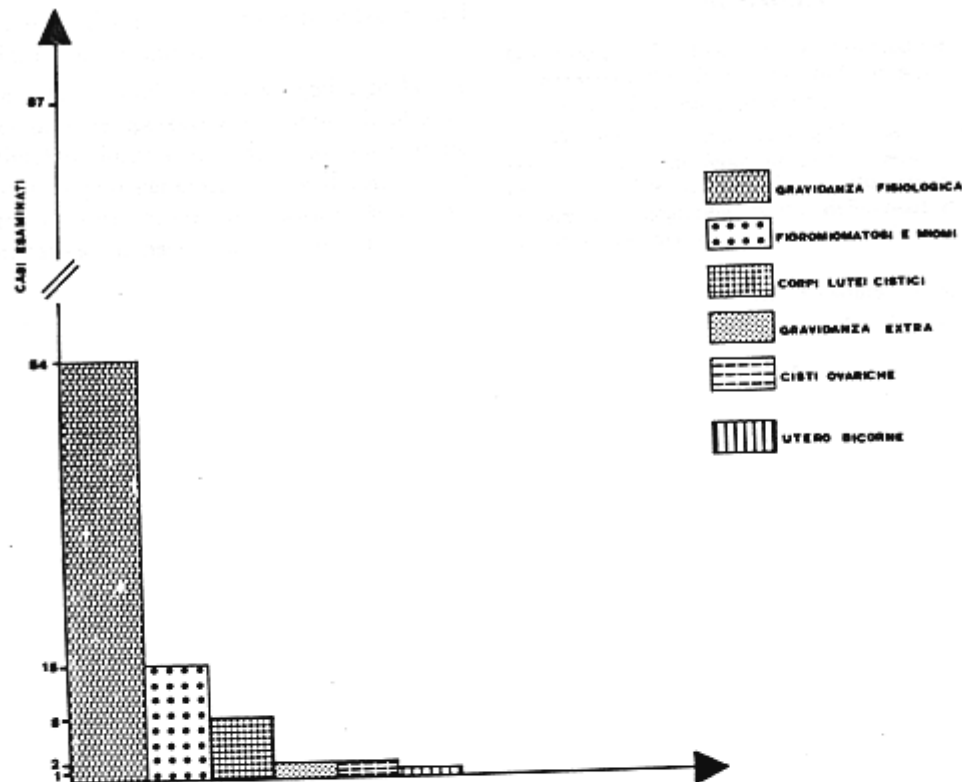 87
CASI ESAMINATI
54
15
8
2
1
GRAVIDANZA FISIOLOGICA
FIBROMIOMATOSI E MIOMI
CORPI LUTEI CISTICI
GRAVIDANZA EXTRA
CISTI OVARICHE
UTERO BICORNE